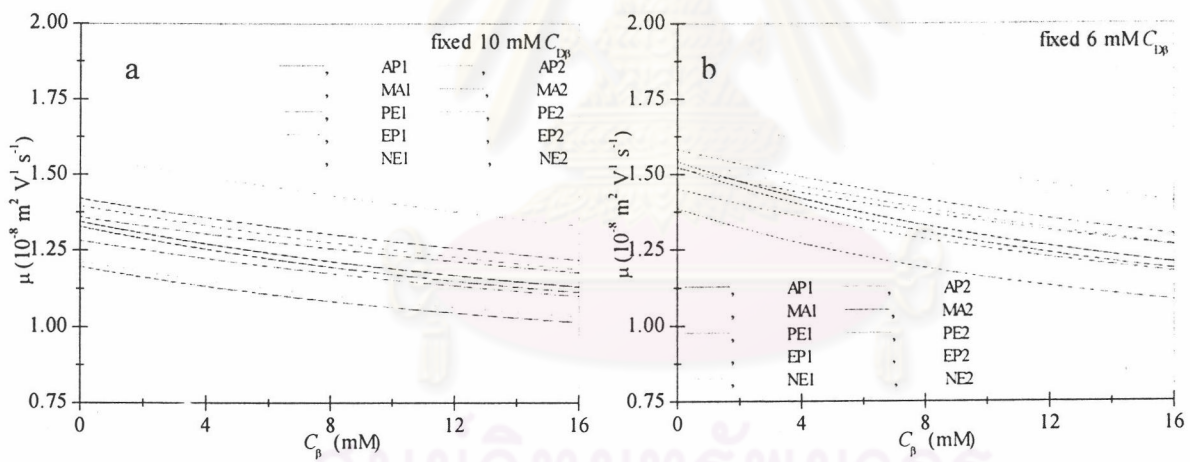 2.00
1.75
1.50
1.25
1.00
0.75
μ (10⁻⁸ m² V¹ s⁻¹)
a
fixed 10 mM C_Dβ
AP1 , AP2
MA1 , MA2
PE1 , PE2
EP1 , EP2
NE1 , NE2
0 4 8 12 16
C_β (mM)
2.00
1.75
1.50
1.25
1.00
0.75
μ (10⁻⁸ m² V¹ s⁻¹)
b
fixed 6 mM C_Dβ
, AP1 , AP2
, MA1 , MA2
, PE1 , PE2
, EP1 , EP2
, NE1 , NE2
0 4 8 12 16
C_β (mM)